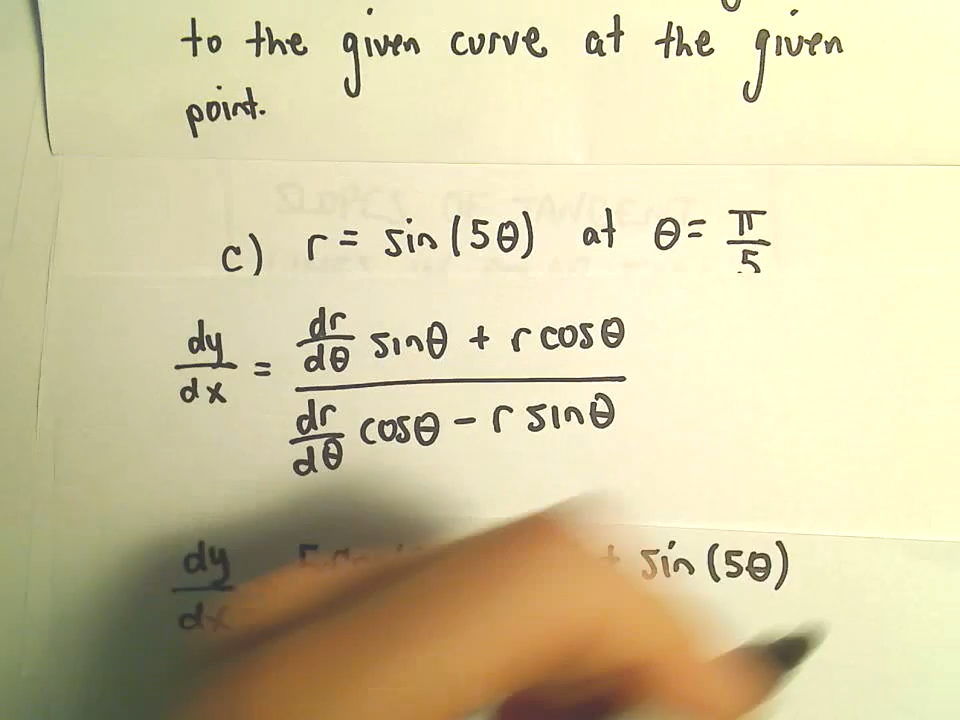 to the given curve at the given
point.
c) r = sin(5θ) at θ = π/5
dy/dx = (dr/dθ sinθ + r cosθ)/(dr/dθ cosθ - r sinθ)
dy/dx + sin(5θ)